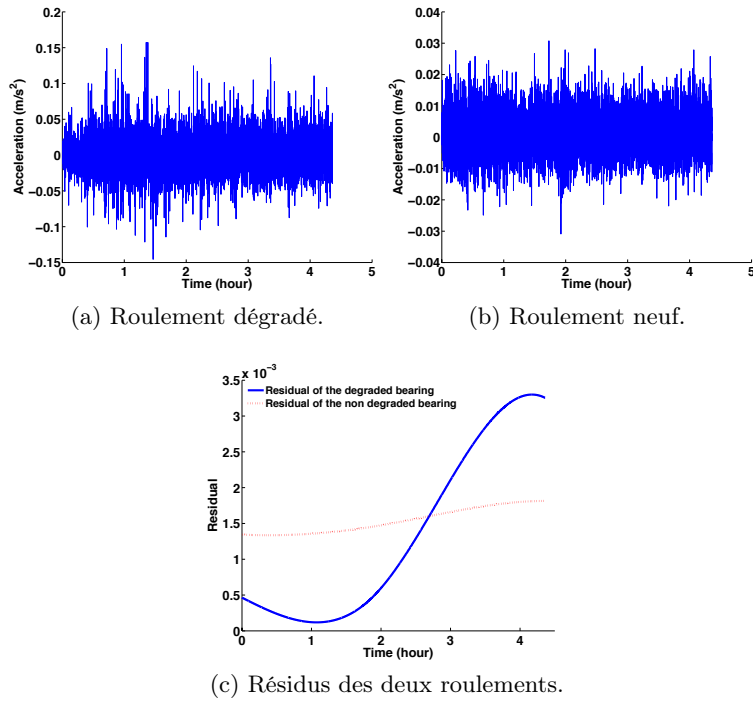 0.2
0.15
0.1
0.05
0
−0.05
−0.1
−0.15
Acceleration (m/s²)
0 1 2 3 4 5
Time (hour)
(a) Roulement dégradé.
0.04
0.03
0.02
0.01
0
−0.01
−0.02
−0.03
−0.04
Acceleration (m/s²)
0 1 2 3 4 5
Time (hour)
(b) Roulement neuf.
x 10⁻³
3.5
3
2.5
2
1.5
1
0.5
0
Residual
Residual of the degraded bearing
Residual of the non degraded bearing
0 1 2 3 4
Time (hour)
(c) Résidus des deux roulements.